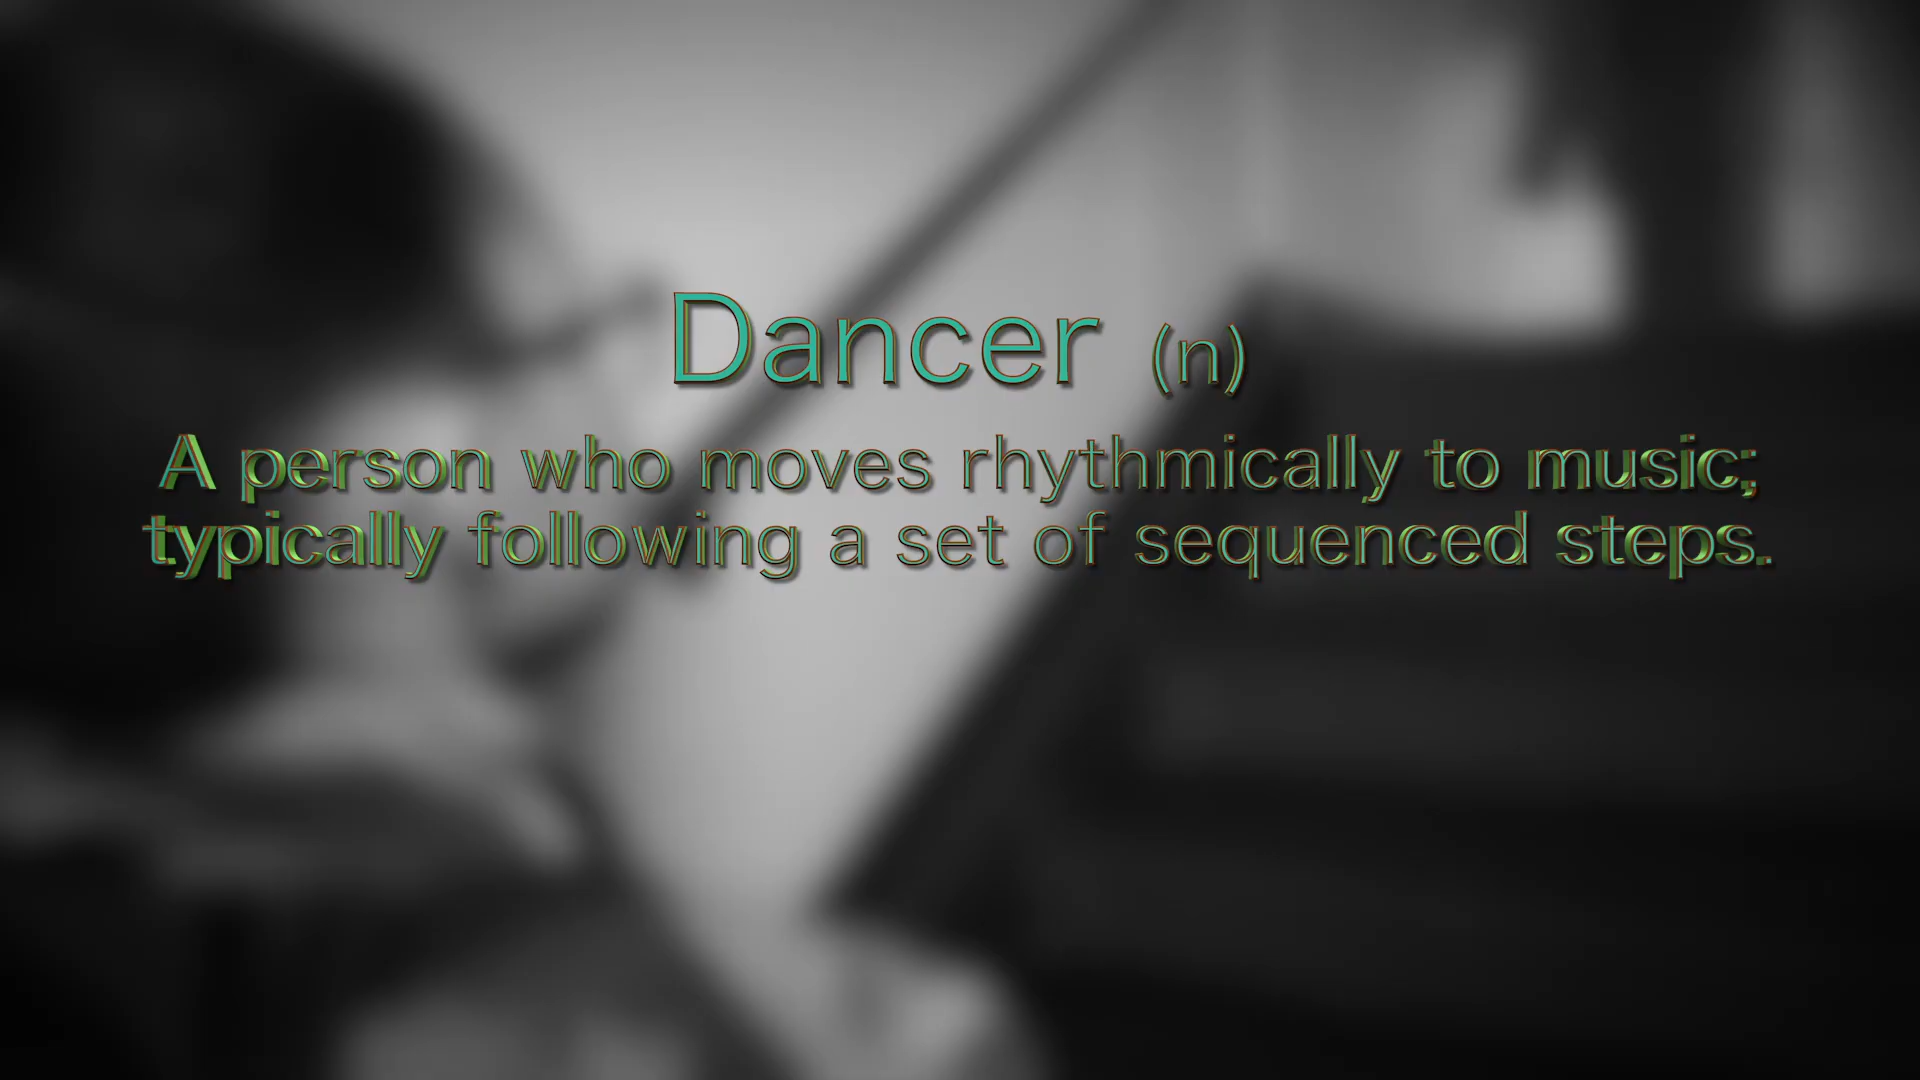 Dancer (n)
A person who moves rhythmically to music;
typically following a set of sequenced steps.